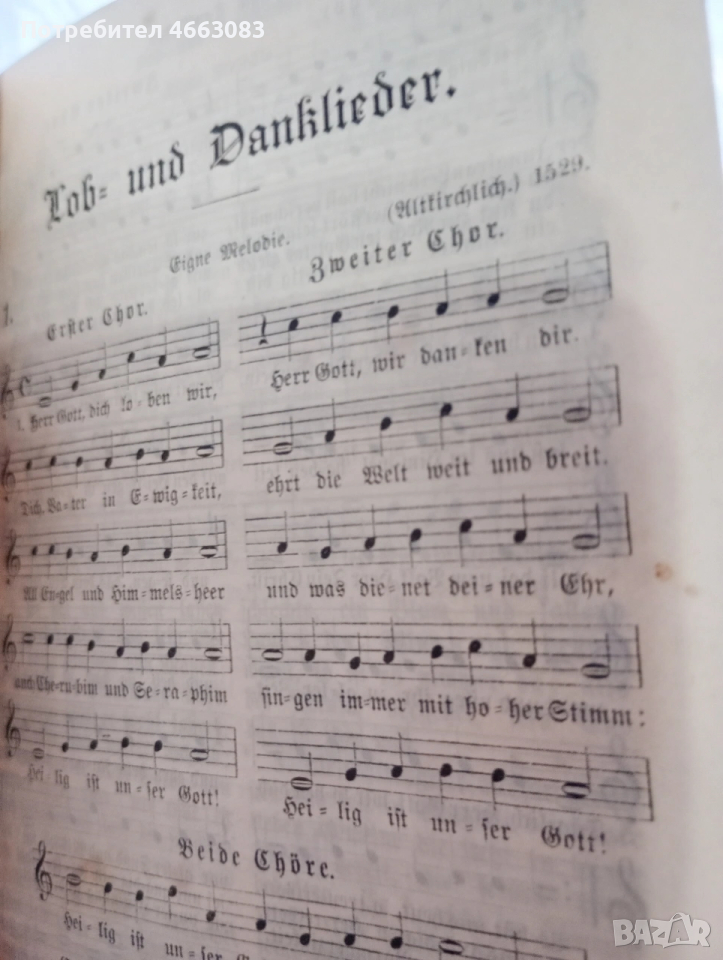 Потребител 4663083
Lob= und Danklieder.
Eigne Melodie.
(Altkirchlich.) 1529.
1.
Erster Chor.
Zweiter Chor.
1. Herr Gott, dich lo=ben wir,
Herr Gott, wir dan=ken dir.
Dich, Va=ter in E=wig=keit,
ehrt die Welt weit und breit.
All En=gel und Him=mels=heer
und was die=net dei=ner Ehr,
auch Che=ru=bim und Se=ra=phim
sin=gen im=mer mit ho=her Stimm:
Hei=lig ist un=ser Gott!
Hei=lig ist un=ser Gott!
Beide Chöre.
Hei=lig ist un=ser
BAZAR